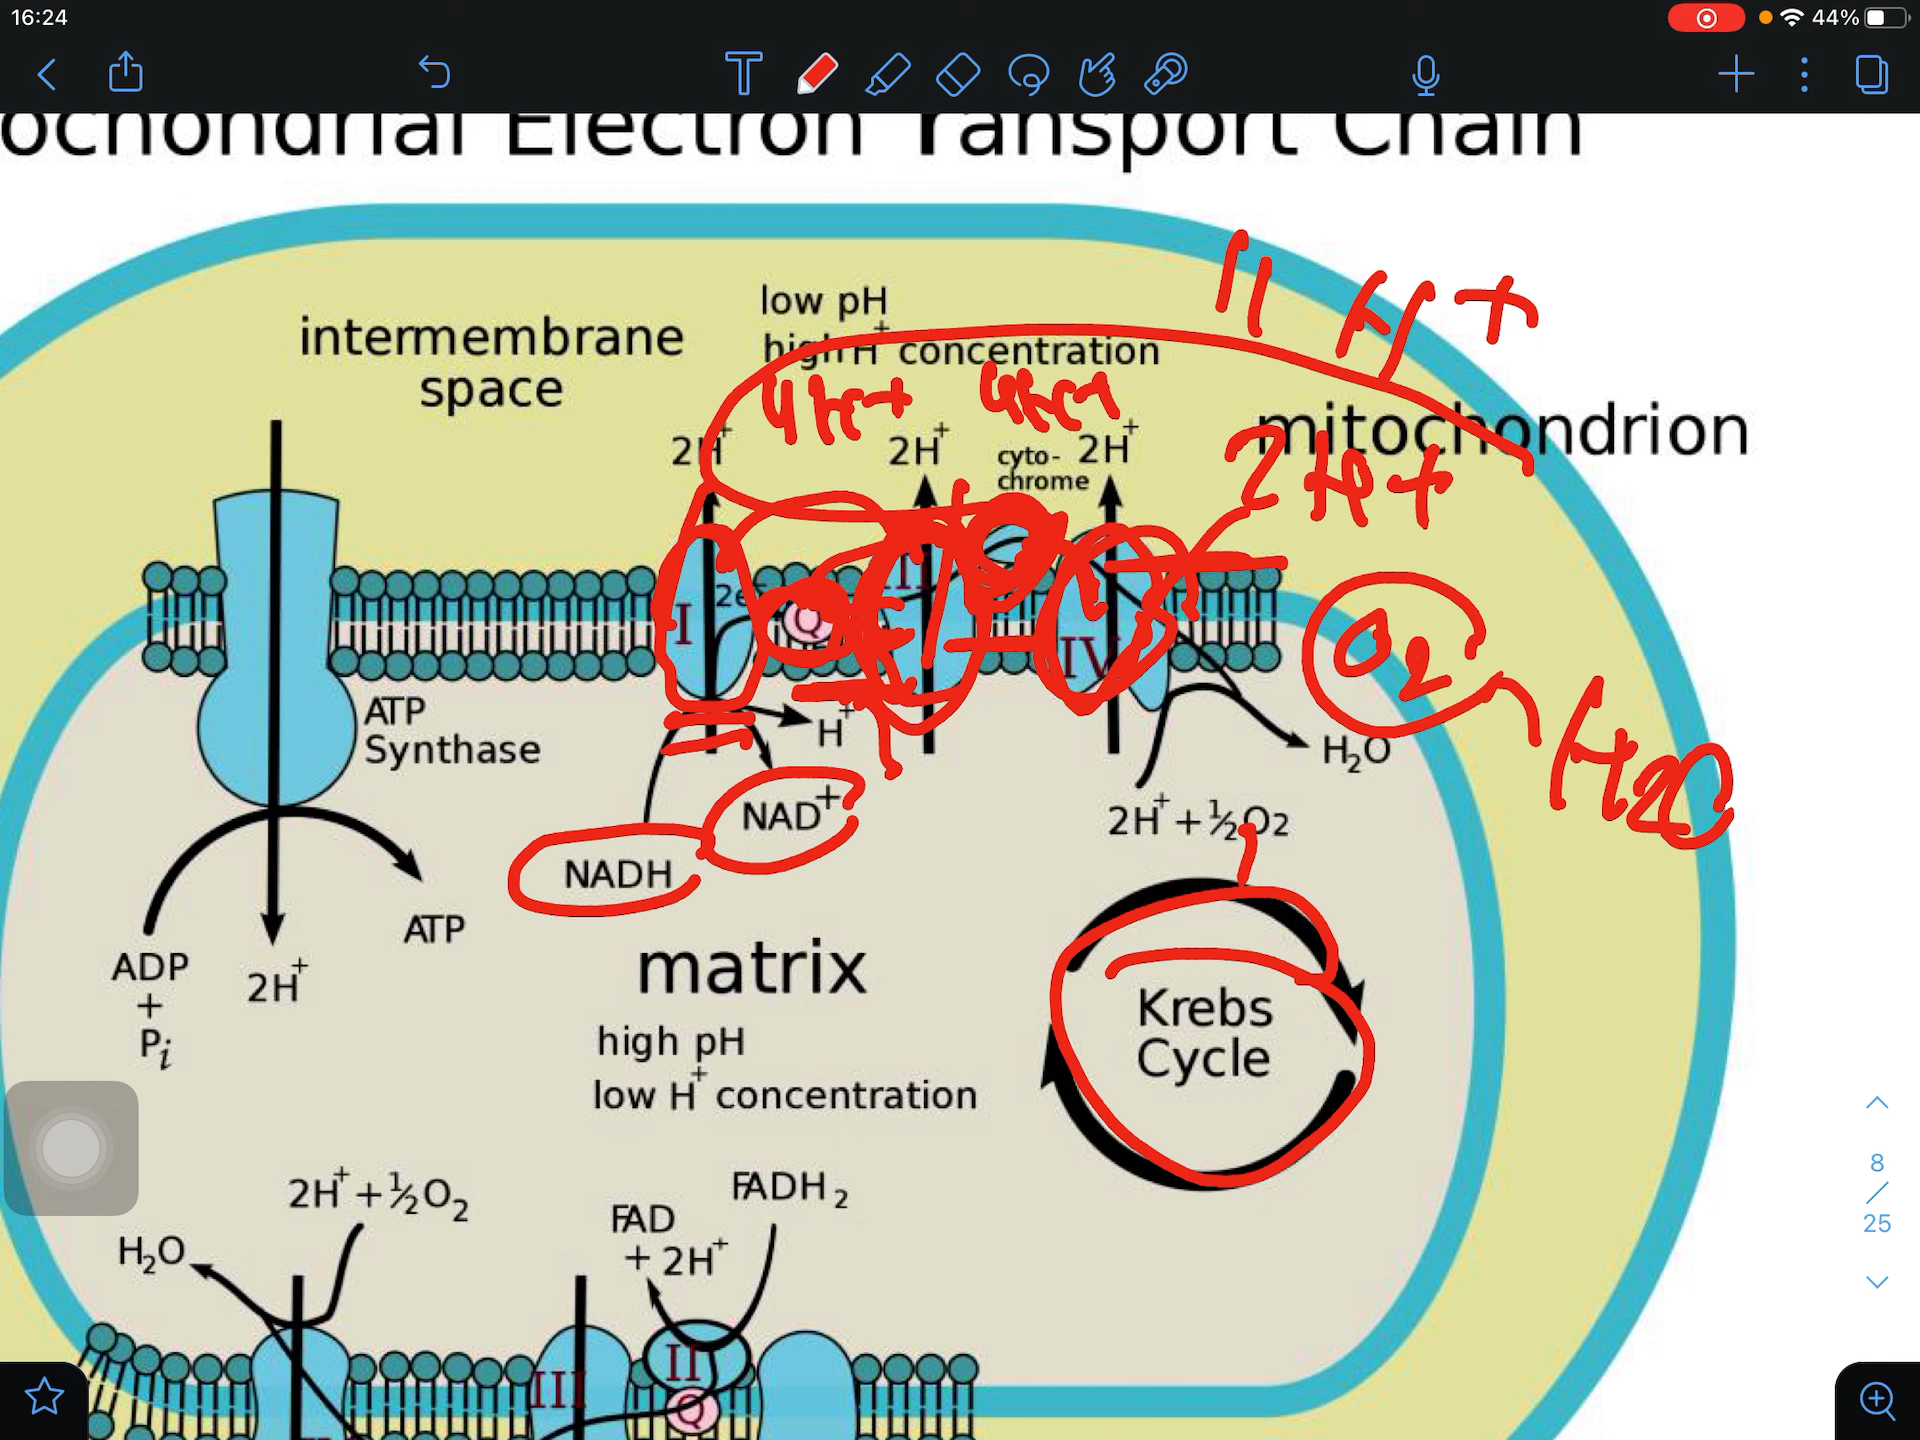 16:24
44%
ochondrial Electron Transport Chain
11 H+
low pH
high H+ concentration
intermembrane
space
4H+ 4H+
mitochondrion
2H+
2H+
cyto-
chrome
2H+
2H+
I
2e-
Q
III
IV
O2
H2O
ATP
Synthase
H+
H₂O
NAD+
2H+ + ½O2
NADH
ATP
ADP
+
Pi
2H+
matrix
high pH
low H+ concentration
Krebs
Cycle
8
/
25
2H+ + ½O₂
H₂O
FAD
+ 2H+
FADH₂
III
II
Q